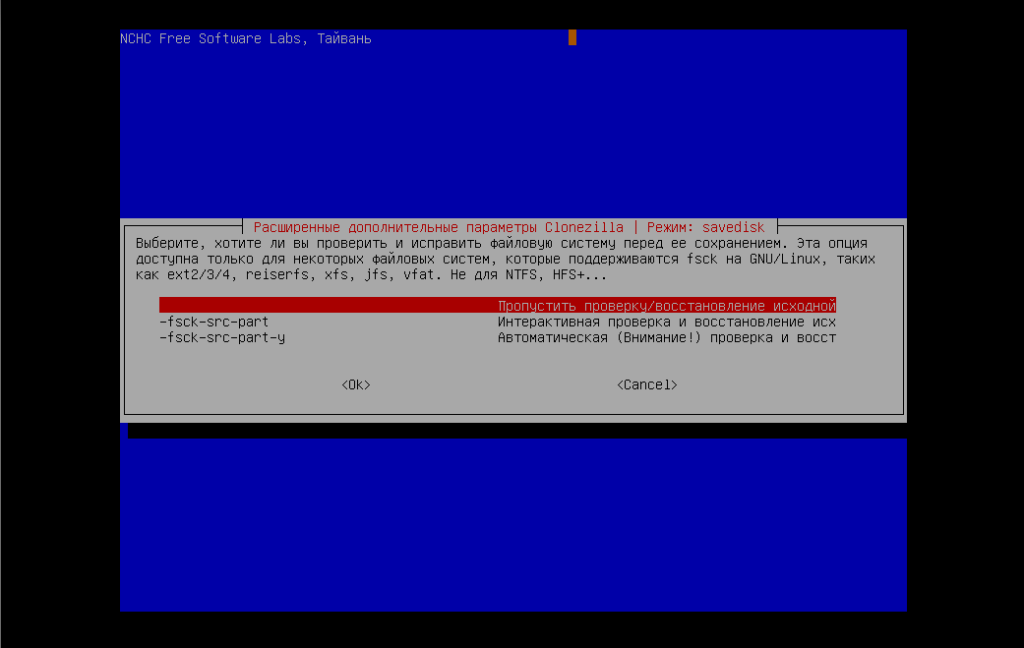 NCHC Free Software Labs, Тайвань
Расширенные дополнительные параметры Clonezilla | Режим: savedisk
Выберите, хотите ли вы проверить и исправить файловую систему перед ее сохранением. Эта опция
доступна только для некоторых файловых систем, которые поддерживаются fsck на GNU/Linux, таких
как ext2/3/4, reiserfs, xfs, jfs, vfat. Не для NTFS, HFS+...
Пропустить проверку/восстановление исходной
-fsck-src-part Интерактивная проверка и восстановление исх
-fsck-src-part-y Автоматическая (Внимание!) проверка и восст
<Ok> <Cancel>